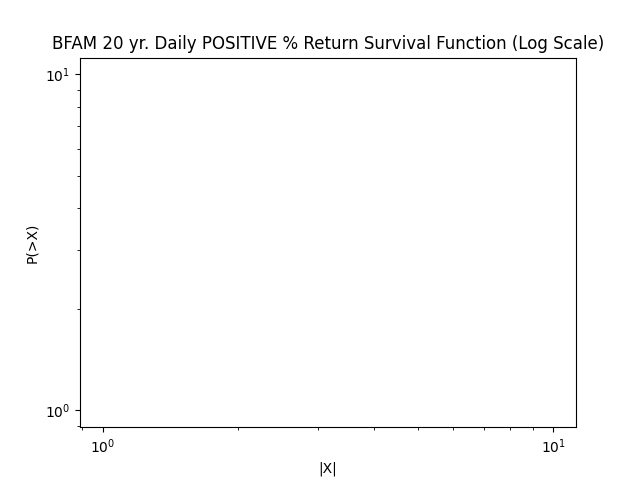 BFAM 20 yr. Daily POSITIVE % Return Survival Function (Log Scale)
10¹
P(>X)
10⁰
10⁰ 10¹
|X|